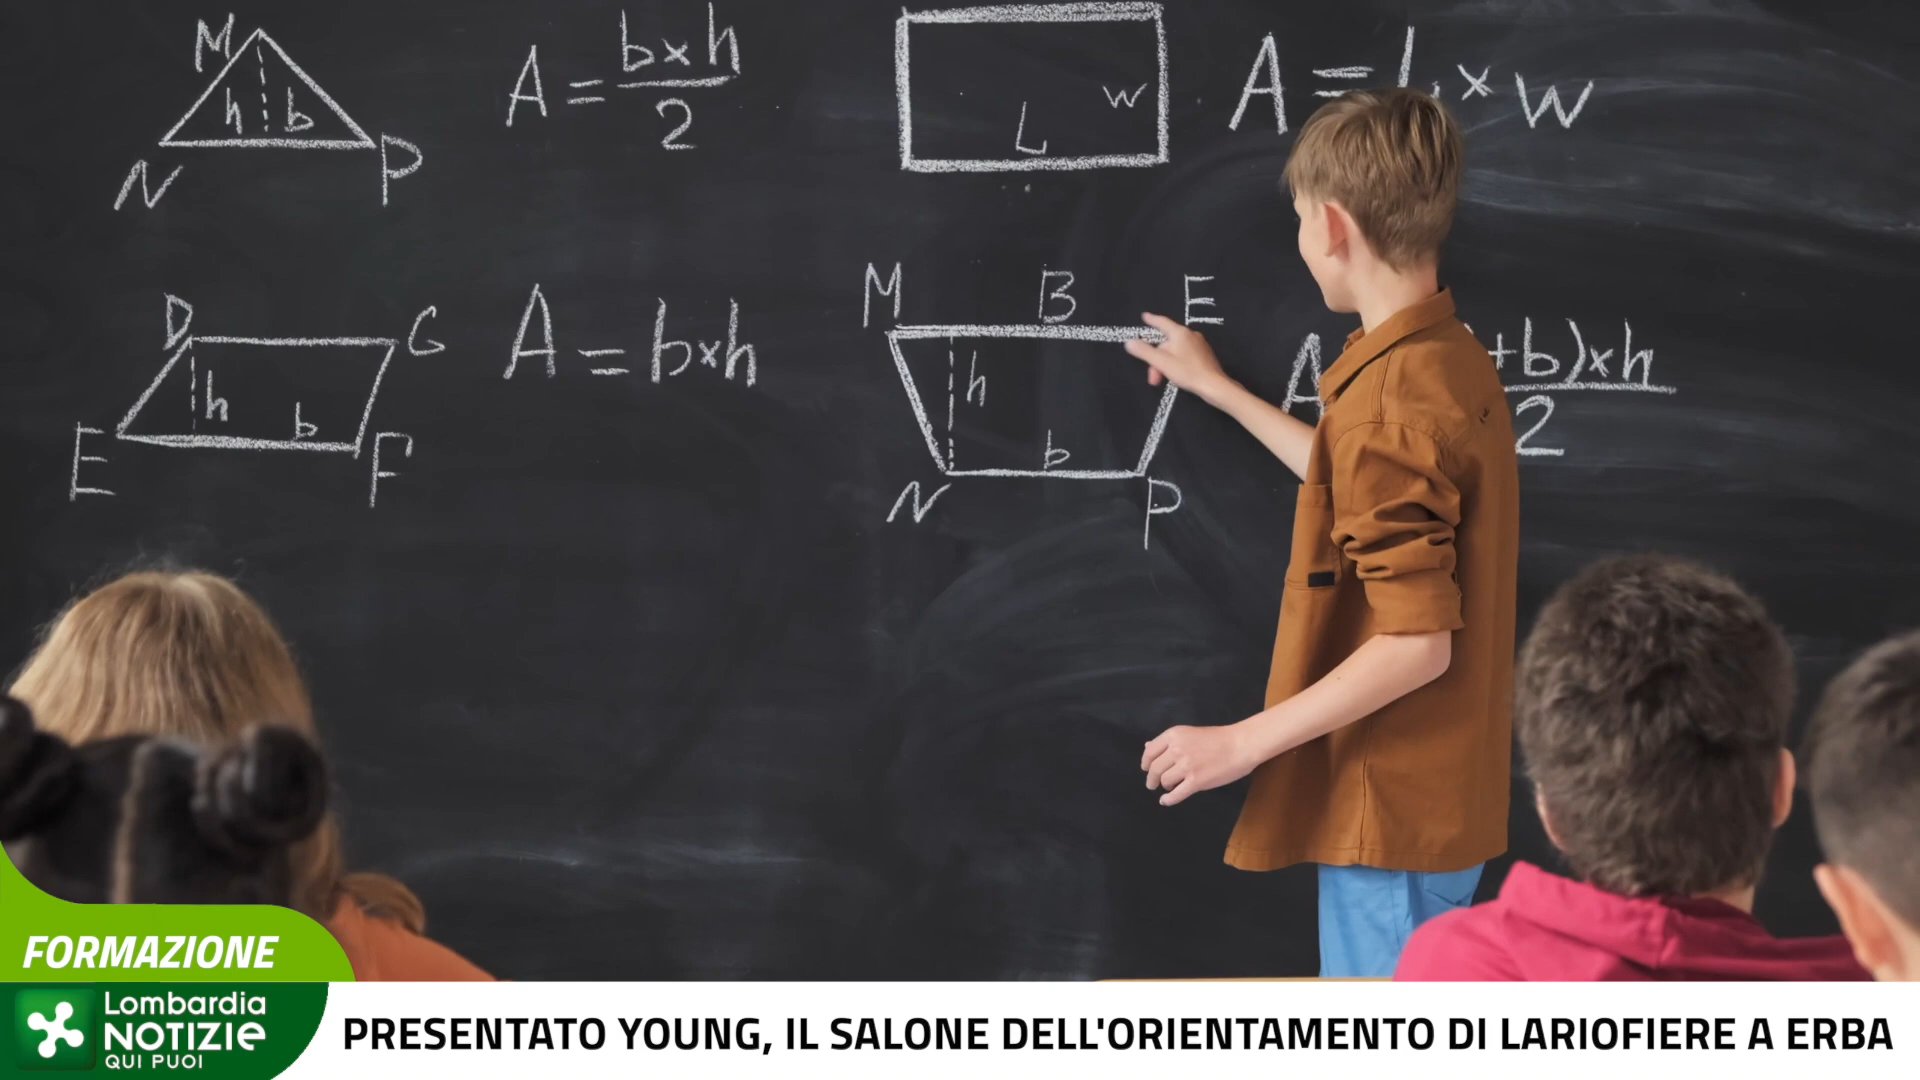 M
h b
N P
A = b×h
2
L w
A = L × w
D G
h b
E F
A = b×h
M B E
h b
N P
A +b)×h
2
FORMAZIONE
Lombardia
NOTIZIE
QUI PUOI
PRESENTATO YOUNG, IL SALONE DELL'ORIENTAMENTO DI LARIOFIERE A ERBA